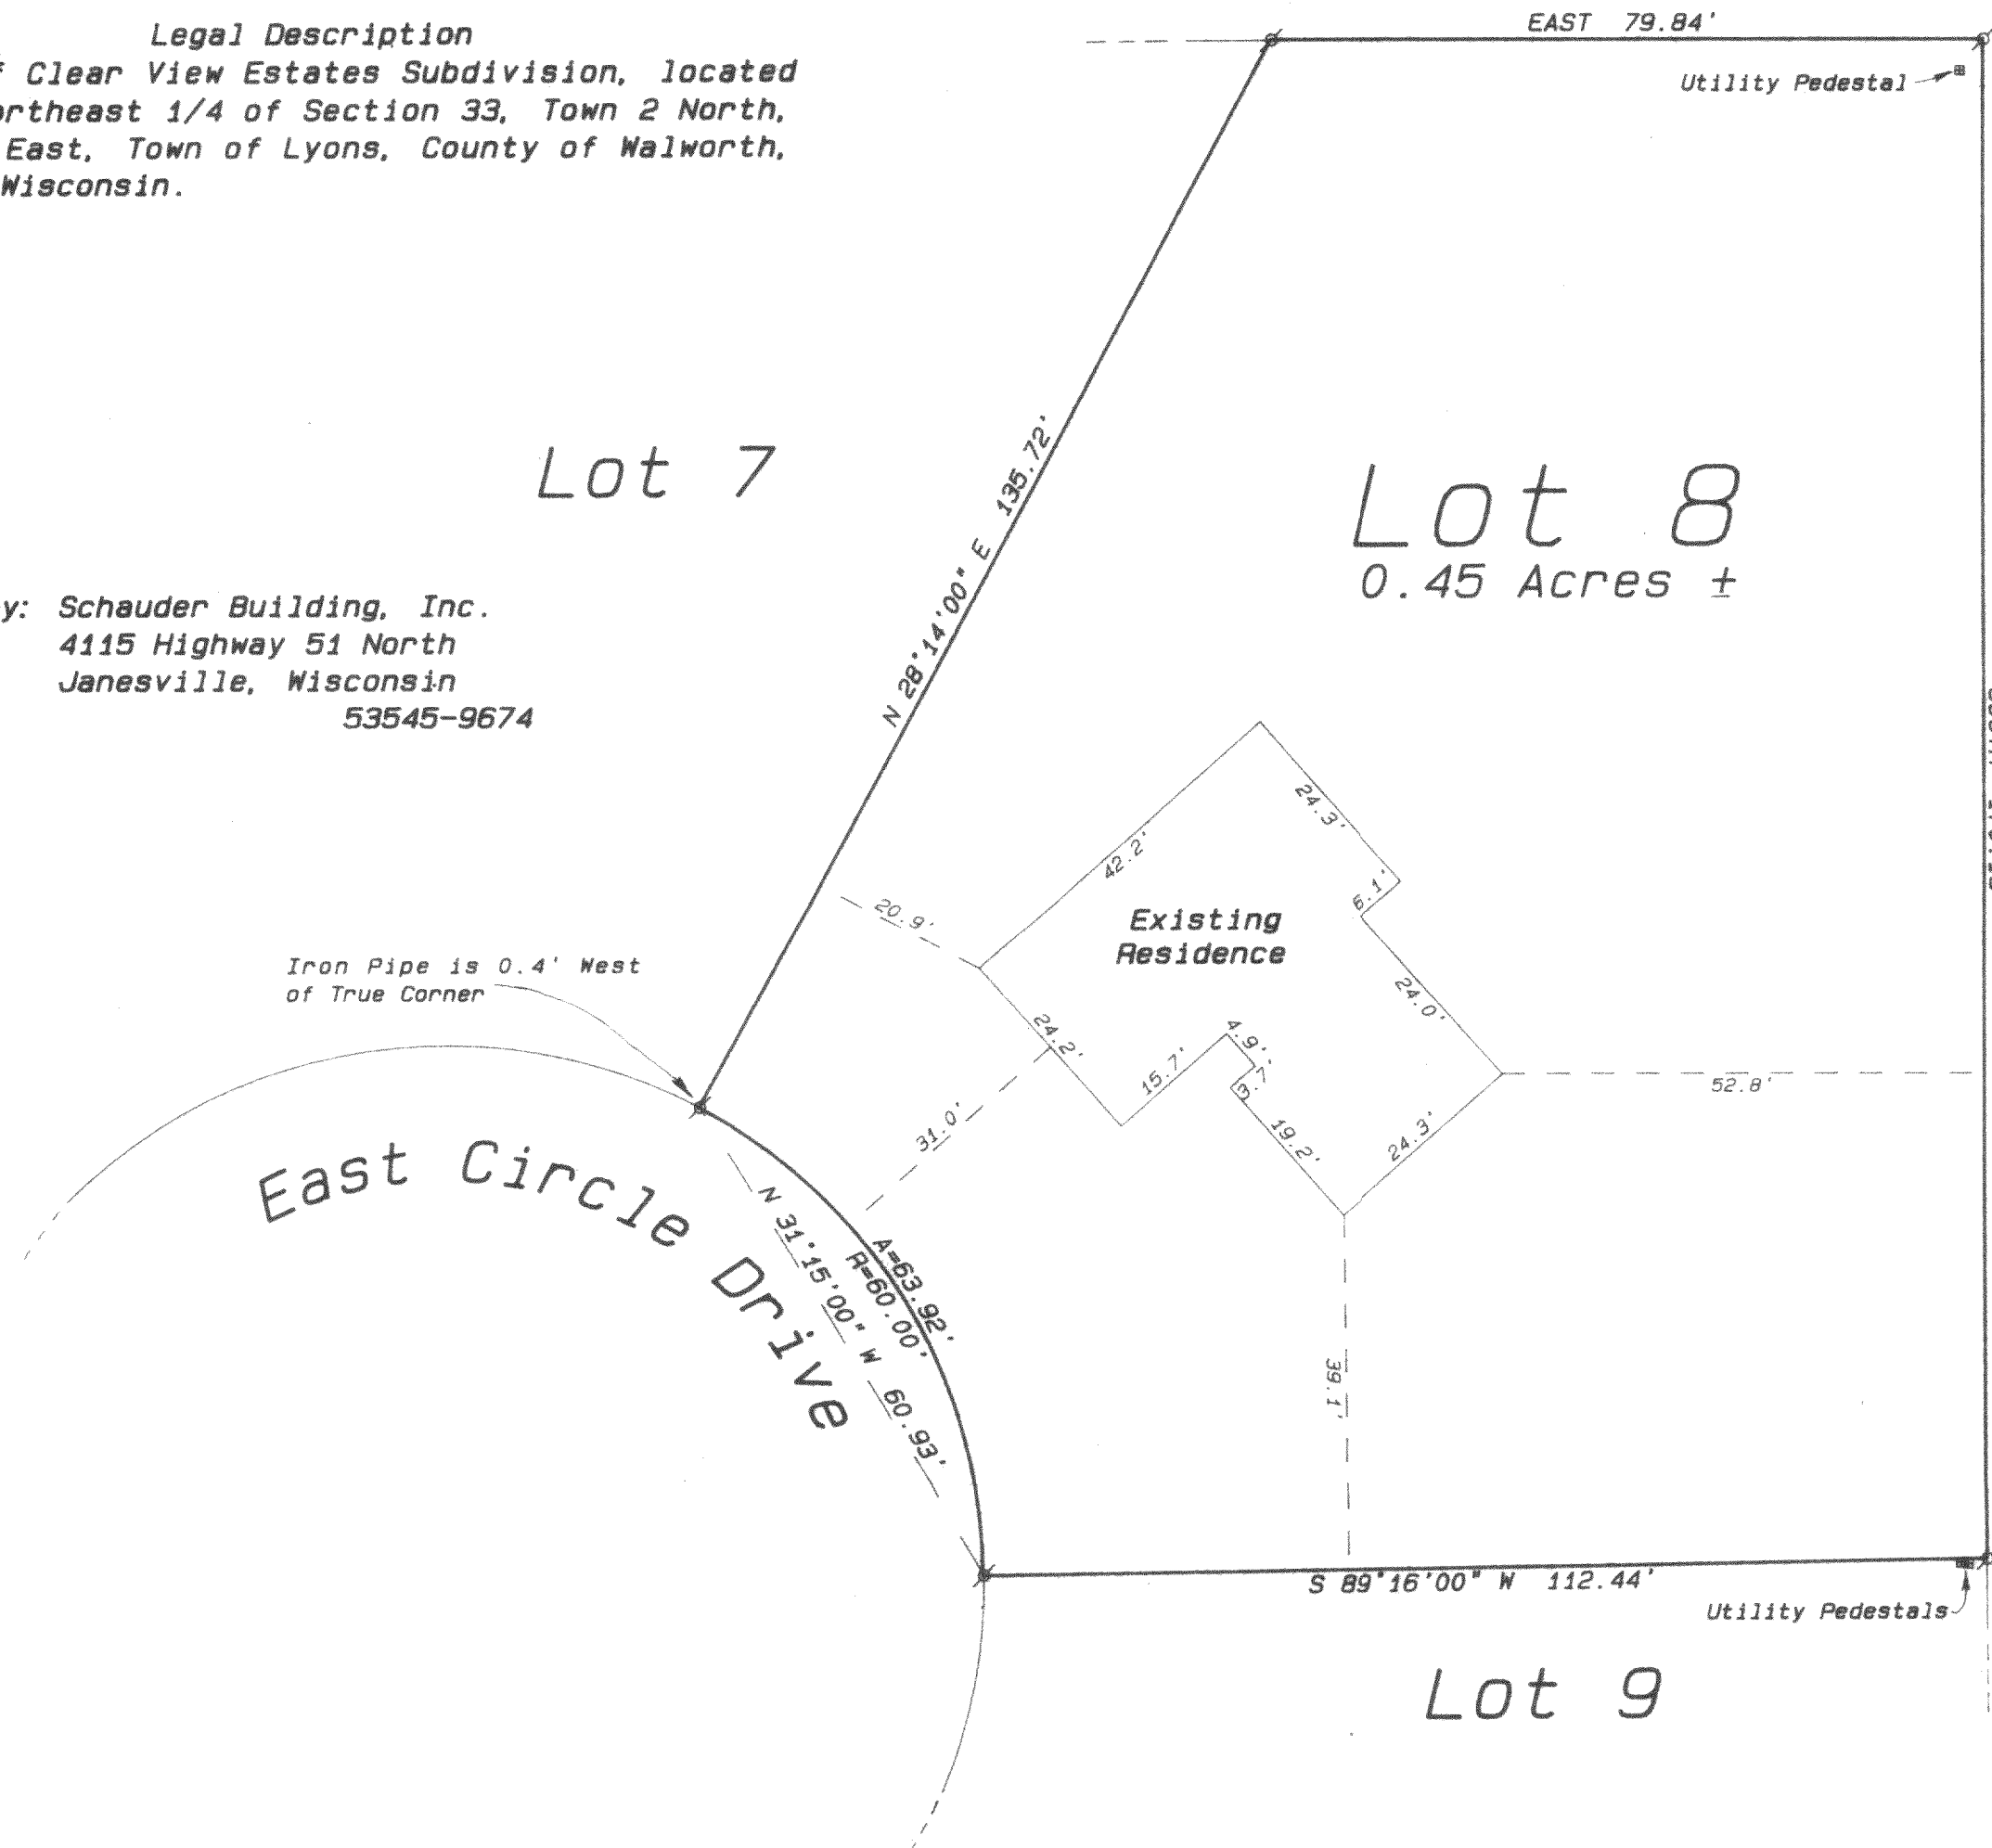 Legal Description
Clear View Estates Subdivision, located
1/4 of Section 33, Town 2 North,
East, Town of Lyons, County of Walworth,
Wisconsin.
EAST 79.84'
Utility Pedestal
Lot 7
N 28°14'00" E 135.72'
Lot 8
0.45 Acres ±
Schauder Building, Inc.
4115 Highway 51 North
Janesville, Wisconsin
53545-9674
24.3'
42.2'
6.1'
20.9'
Existing
Residence
Iron Pipe is 0.4' West
of True Corner
24.0'
24.2'
4.9'
15.7'
3.7'
52.8'
31.0'
19.2'
24.3'
East Circle Drive
N 31°15'00" W 60.93'
A=63.92'
R=60.00'
39.1'
S 89°16'00" W 112.44'
Utility Pedestals
Lot 9